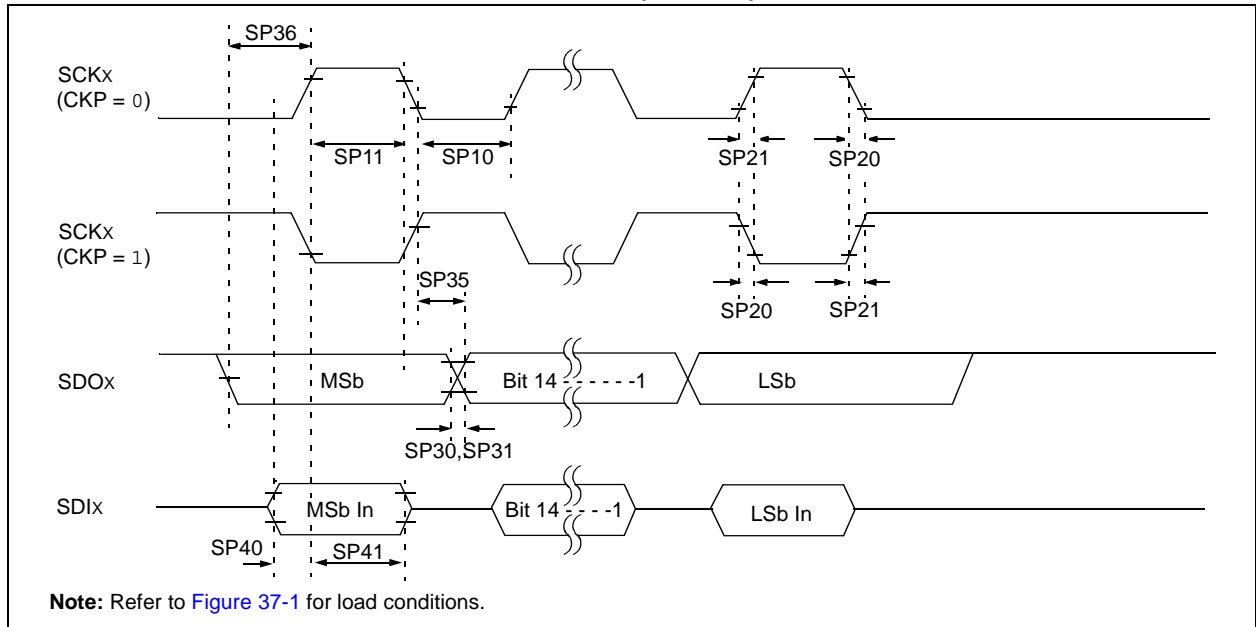 SP36
SCKx
(CKP = 0)
SP11
SP10
SP21
SP20
SCKx
(CKP = 1)
SP35
SP20
SP21
SDOx
MSb
Bit 14 - - - - - -1
LSb
SP30,SP31
SDIx
MSb In
Bit 14 - - - -1
LSb In
SP40
SP41
Note: Refer to Figure 37-1 for load conditions.